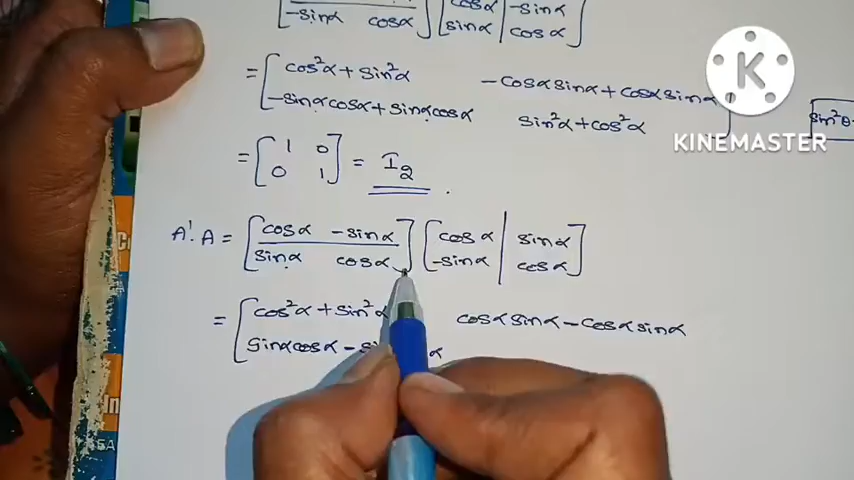 -sinα cosα sinα cosα
= [ cos²α + sin²α -cosα sinα + cosα sinα
-sinα cosα + sinα cosα sin²α + cos²α ]
sin²θ
K
KINEMASTER
= [ 1 0
0 1 ] = I₂ .
A'.A = [ cosα -sinα [ cosα sinα
sinα cosα ] -sinα cosα ]
= [ cos²α + sin²α cosα sinα - cosα sinα
sinα cosα -